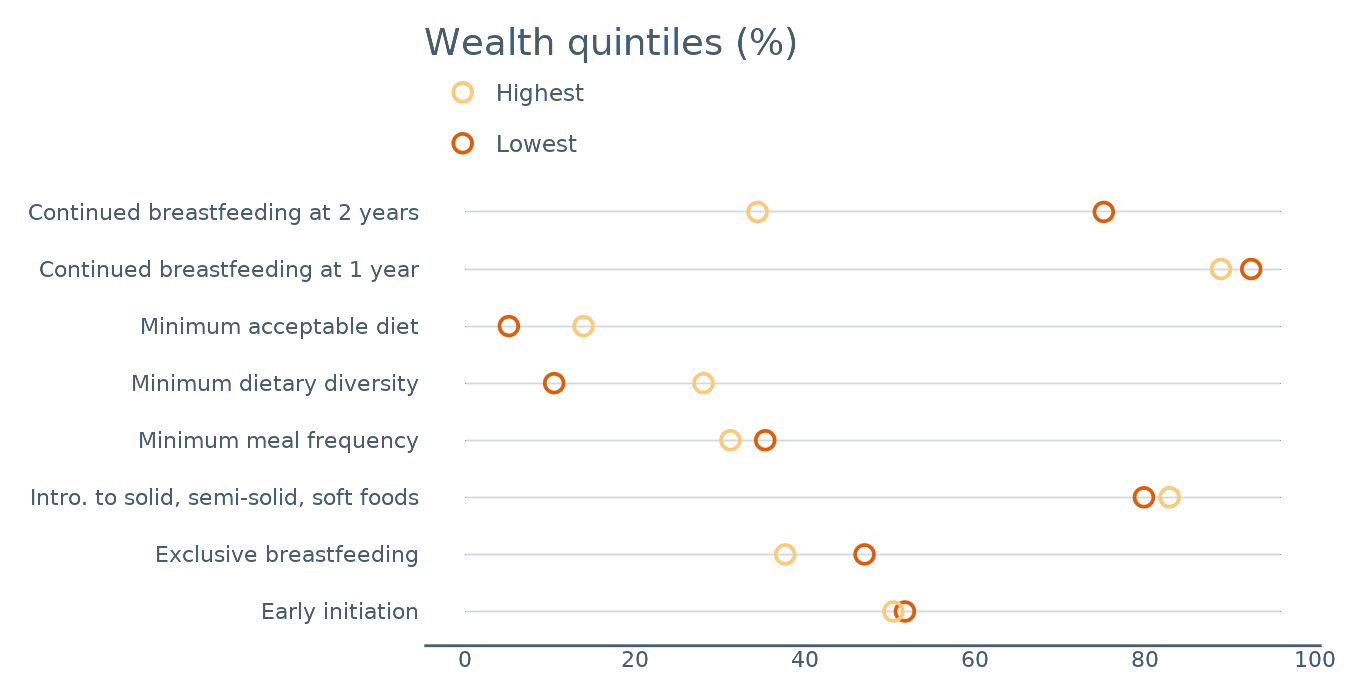 Wealth quintiles (%)
Highest
Lowest
Continued breastfeeding at 2 years
Continued breastfeeding at 1 year
Minimum acceptable diet
Minimum dietary diversity
Minimum meal frequency
Intro. to solid, semi-solid, soft foods
Exclusive breastfeeding
Early initiation
0 20 40 60 80 100